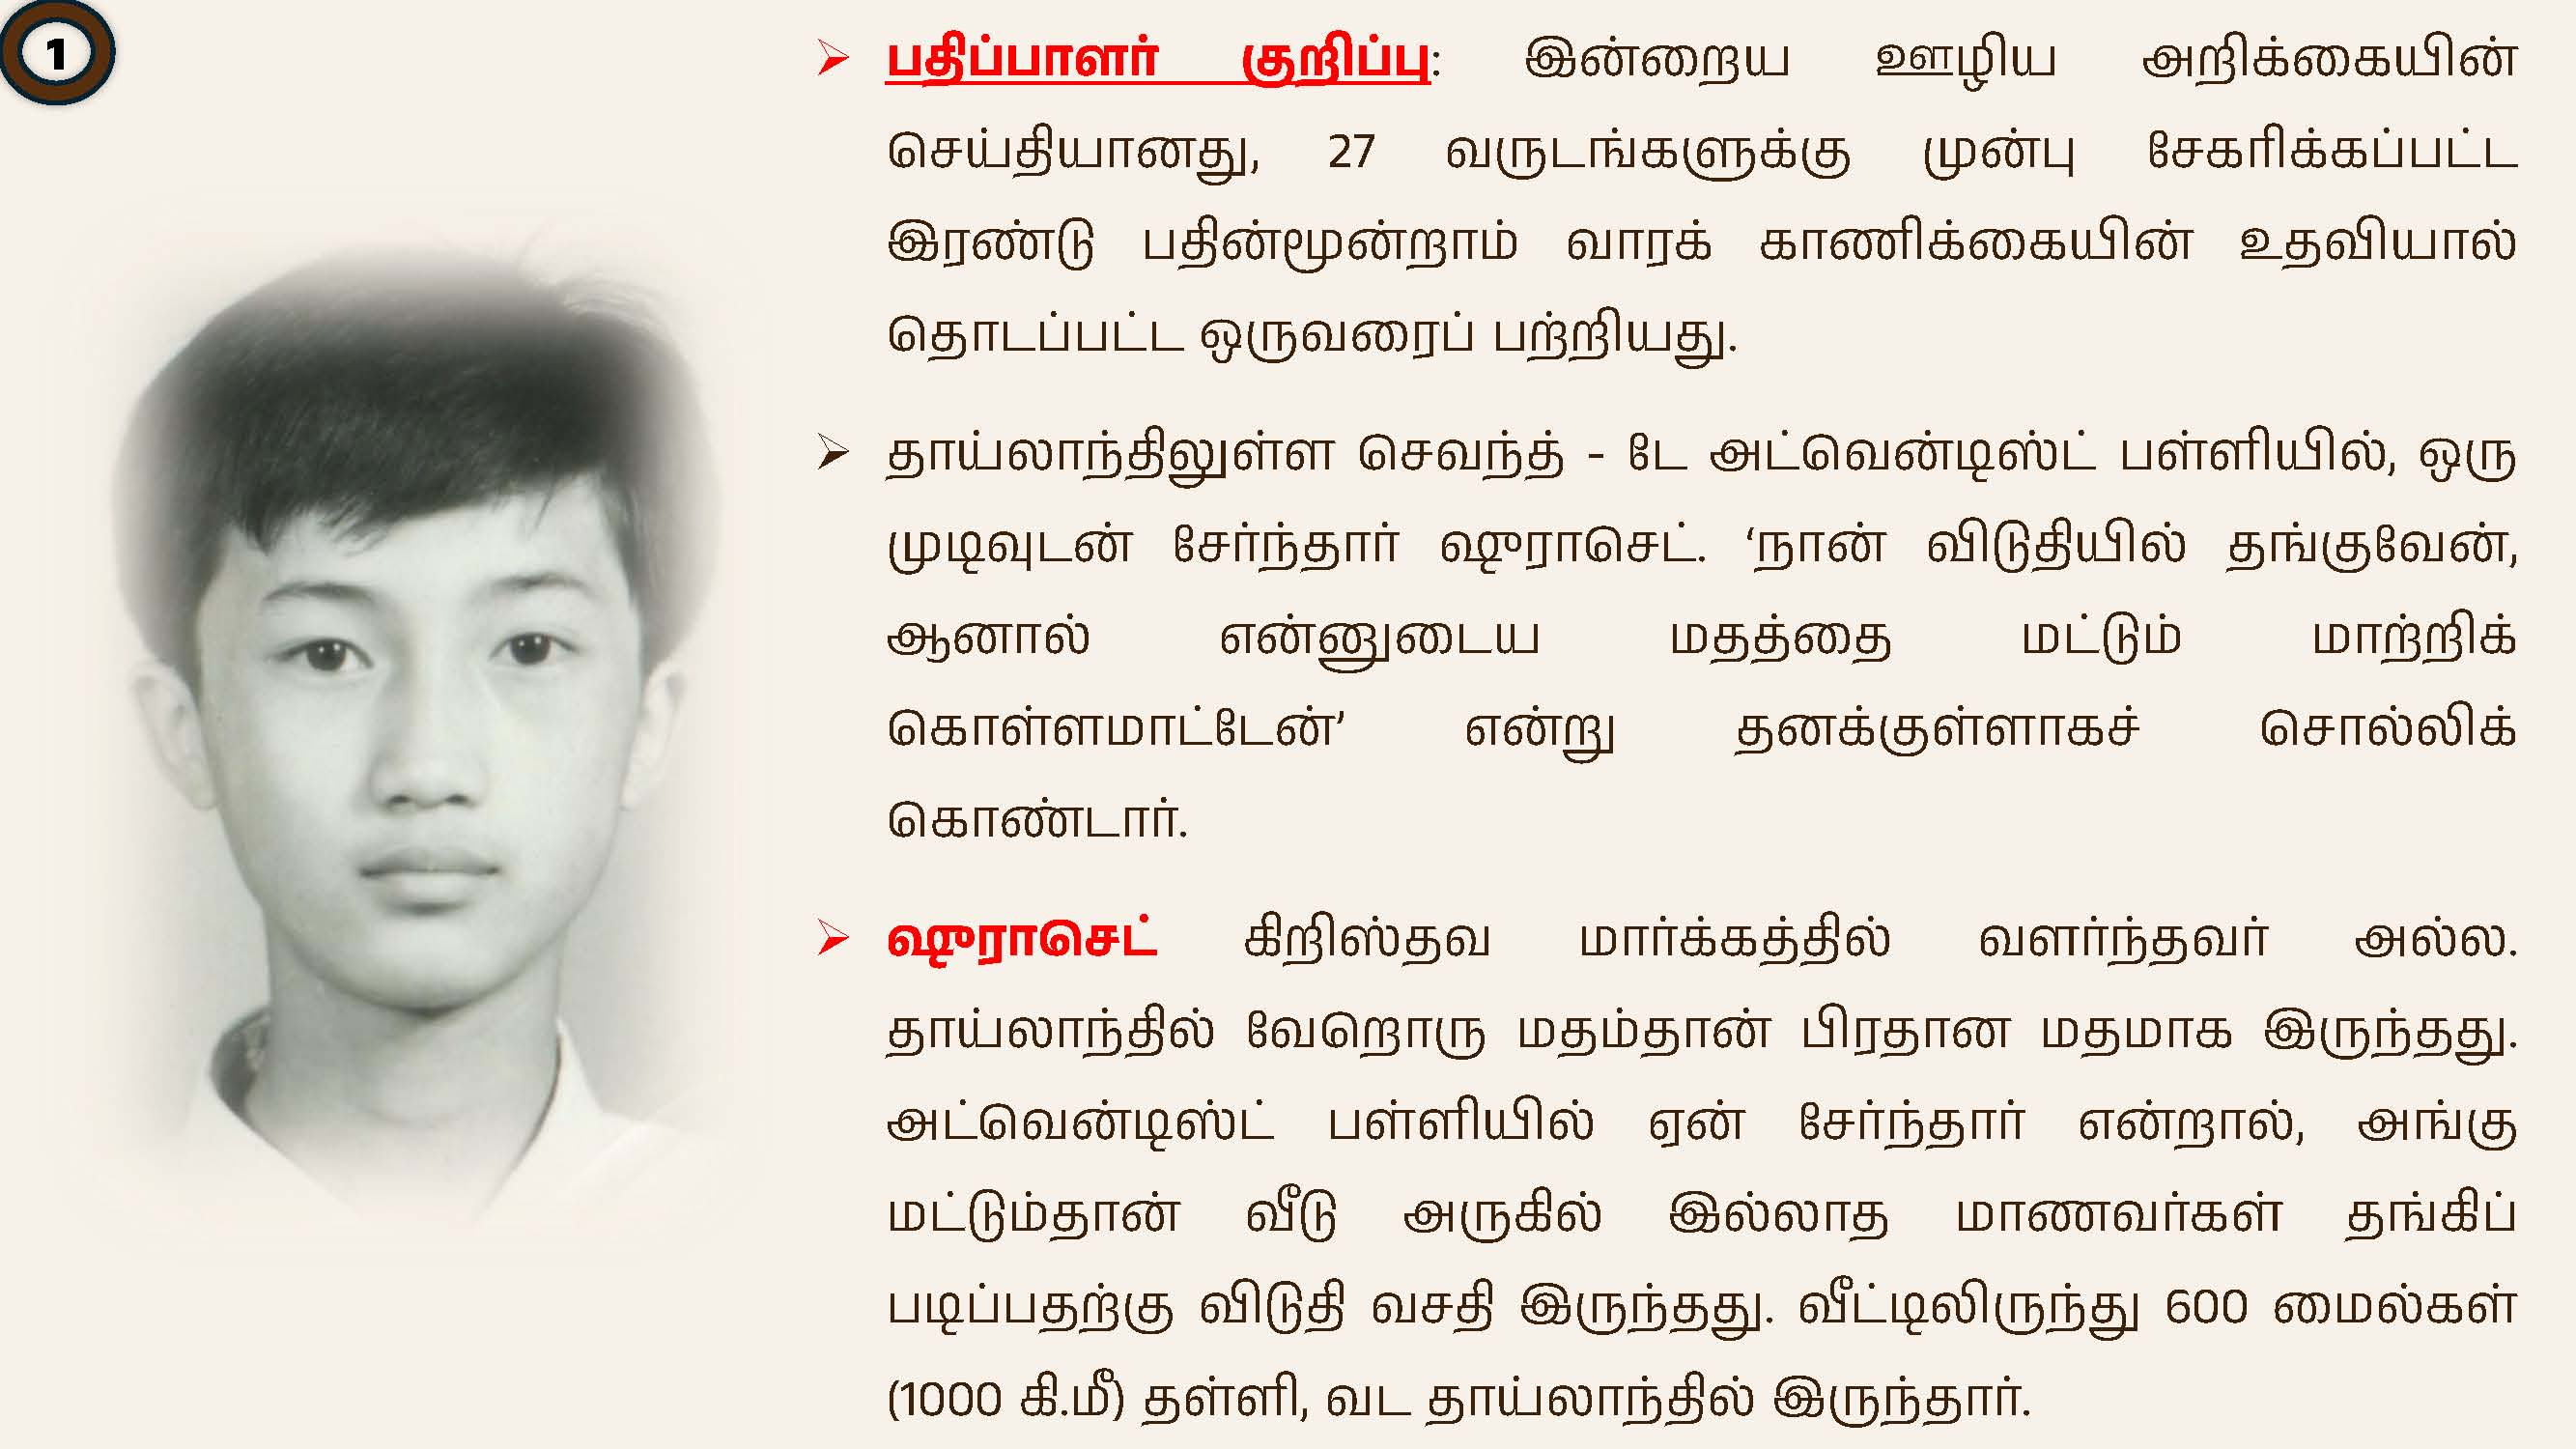 1
➢ பதிப்பாளர் குறிப்பு: இன்றைய ஊழிய அறிக்கையின்
செய்தியானது, 27 வருடங்களுக்கு முன்பு சேகரிக்கப்பட்ட
இரண்டு பதின்மூன்றாம் வாரக் காணிக்கையின் உதவியால்
தொடப்பட்ட ஒருவரைப் பற்றியது.
➢ தாய்லாந்திலுள்ள செவந்த் - டே அட்வென்டிஸ்ட் பள்ளியில், ஒரு
முடிவுடன் சேர்ந்தார் ஷுராசெட். ‘நான் விடுதியில் தங்குவேன்,
ஆனால் என்னுடைய மதத்தை மட்டும் மாற்றிக்
கொள்ளமாட்டேன்’ என்று தனக்குள்ளாகச் சொல்லிக்
கொண்டார்.
➢ ஷுராசெட் கிறிஸ்தவ மார்க்கத்தில் வளர்ந்தவர் அல்ல.
தாய்லாந்தில் வேறொரு மதம்தான் பிரதான மதமாக இருந்தது.
அட்வென்டிஸ்ட் பள்ளியில் ஏன் சேர்ந்தார் என்றால், அங்கு
மட்டும்தான் வீடு அருகில் இல்லாத மாணவர்கள் தங்கிப்
படிப்பதற்கு விடுதி வசதி இருந்தது. வீட்டிலிருந்து 600 மைல்கள்
(1000 கி.மீ) தள்ளி, வட தாய்லாந்தில் இருந்தார்.